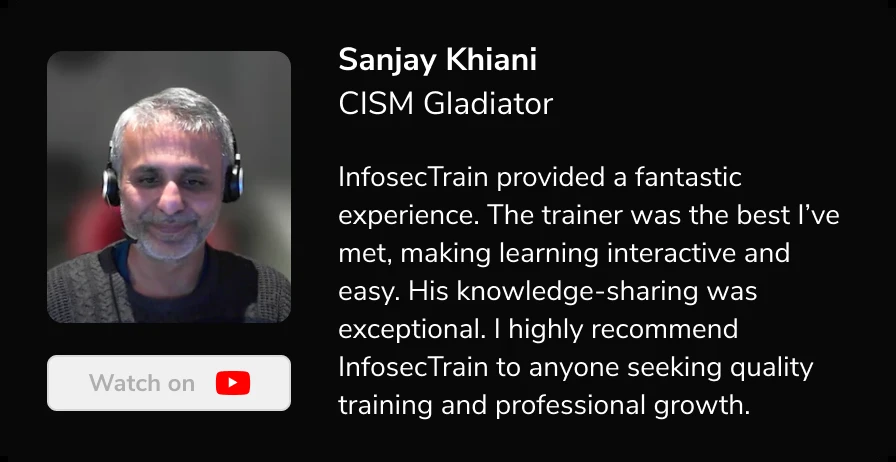 Sanjay Khiani
CISM Gladiator
InfosecTrain provided a fantastic
experience. The trainer was the best I’ve
met, making learning interactive and
easy. His knowledge-sharing was
exceptional. I highly recommend
InfosecTrain to anyone seeking quality
training and professional growth.
Watch on